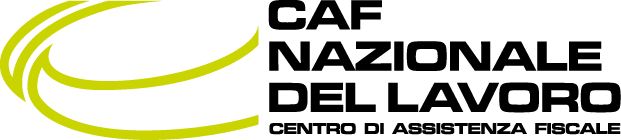 CAF
NAZIONALE
DEL LAVORO
CENTRO DI ASSISTENZA FISCALE